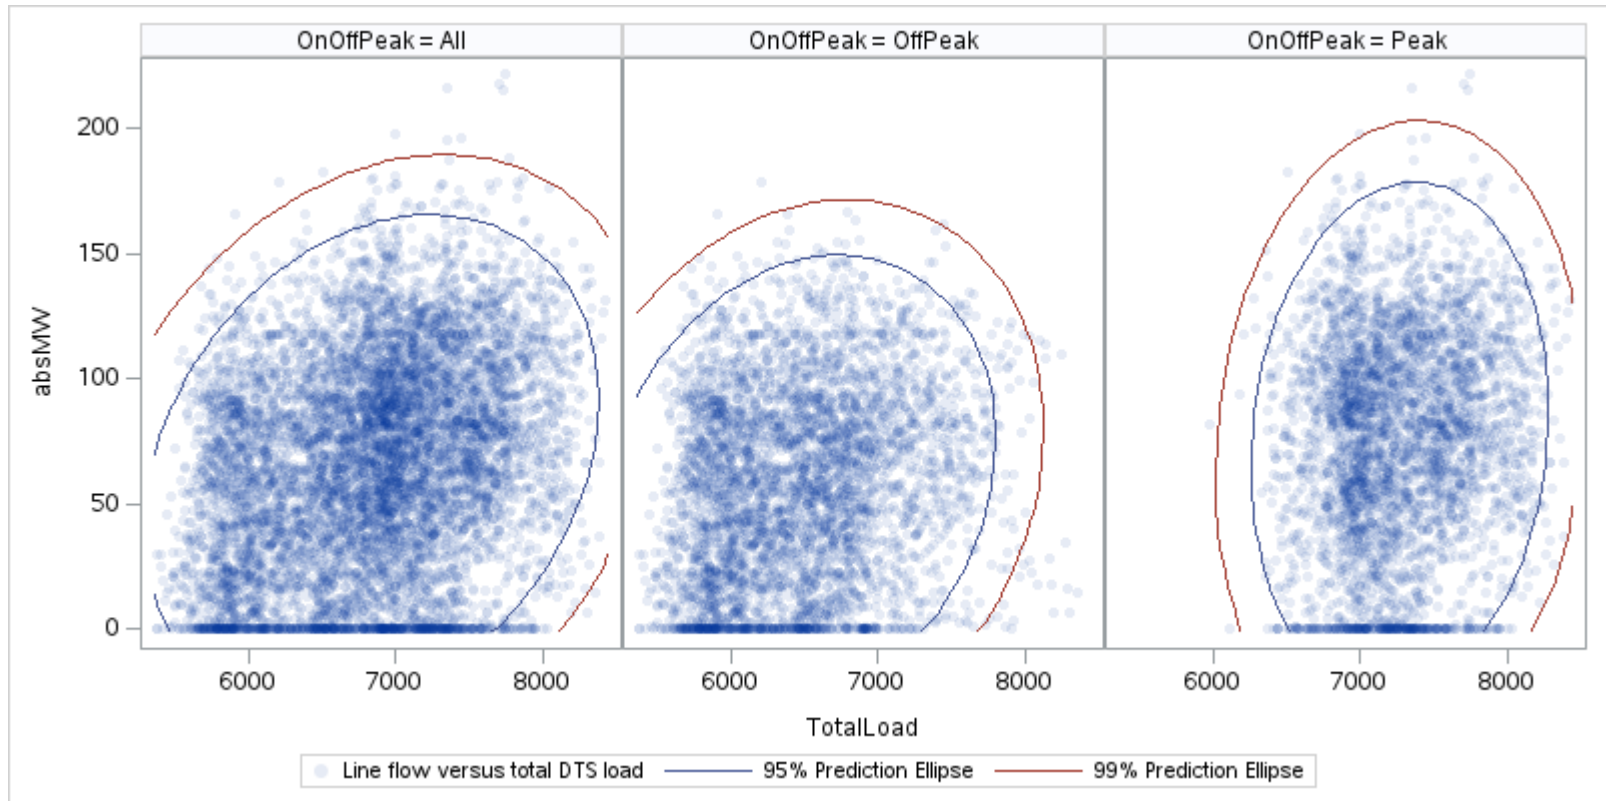 OnOffPeak = All
OnOffPeak = OffPeak
OnOffPeak = Peak
200
150
100
50
0
absMW
6000 7000 8000
6000 7000 8000
6000 7000 8000
TotalLoad
Line flow versus total DTS load
95% Prediction Ellipse
99% Prediction Ellipse